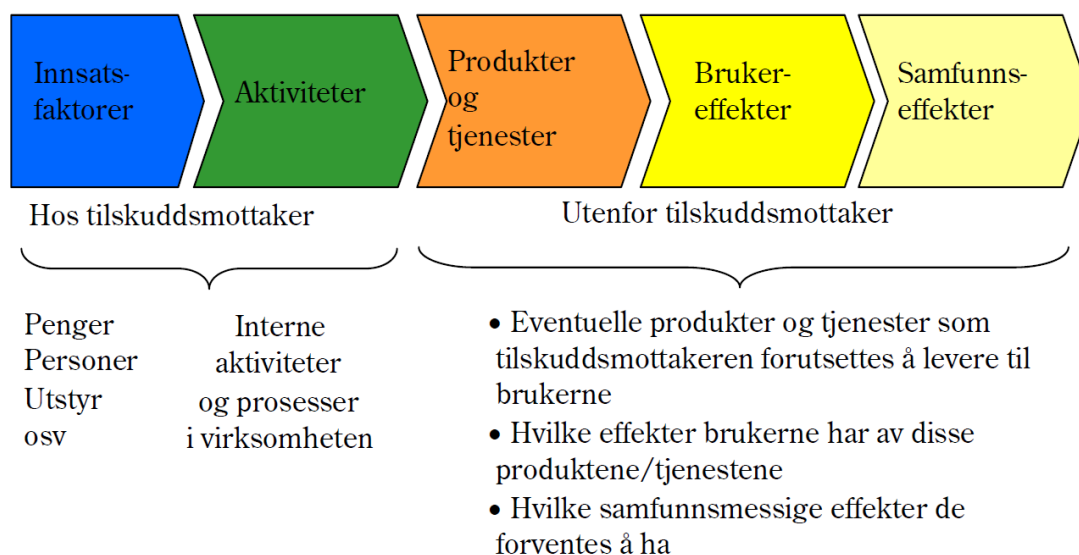 Innsats-
faktorer
Aktiviteter
Produkter
og
tjenester
Bruker-
effekter
Samfunns-
effekter
Hos tilskuddsmottaker
Utenfor tilskuddsmottaker
Penger
Personer
Utstyr
osv
Interne
aktiviteter
og prosesser
i virksomheten
• Eventuelle produkter og tjenester som
tilskuddsmottakeren forutsettes å levere til
brukerne
• Hvilke effekter brukerne har av disse
produktene/tjenestene
• Hvilke samfunnsmessige effekter de
forventes å ha